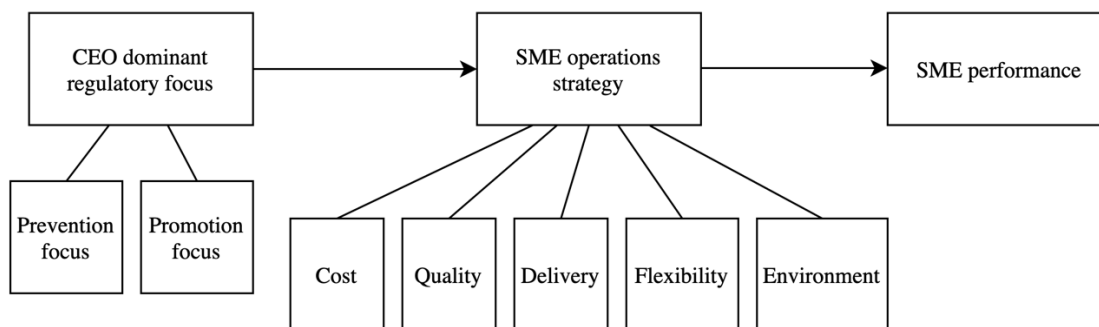 CEO dominant
regulatory focus
SME operations
strategy
SME performance
Prevention
focus
Promotion
focus
Cost
Quality
Delivery
Flexibility
Environment